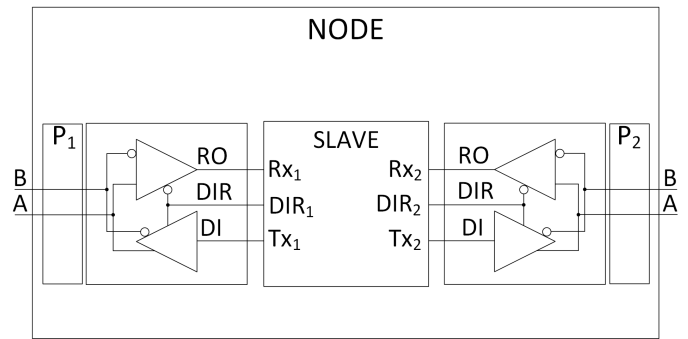 NODE
P₁ SLAVE P₂
RO Rx₁ Rx₂ RO
B B
DIR DIR
A DIR₁ DIR₂ A
DI Tx₁ Tx₂ DI